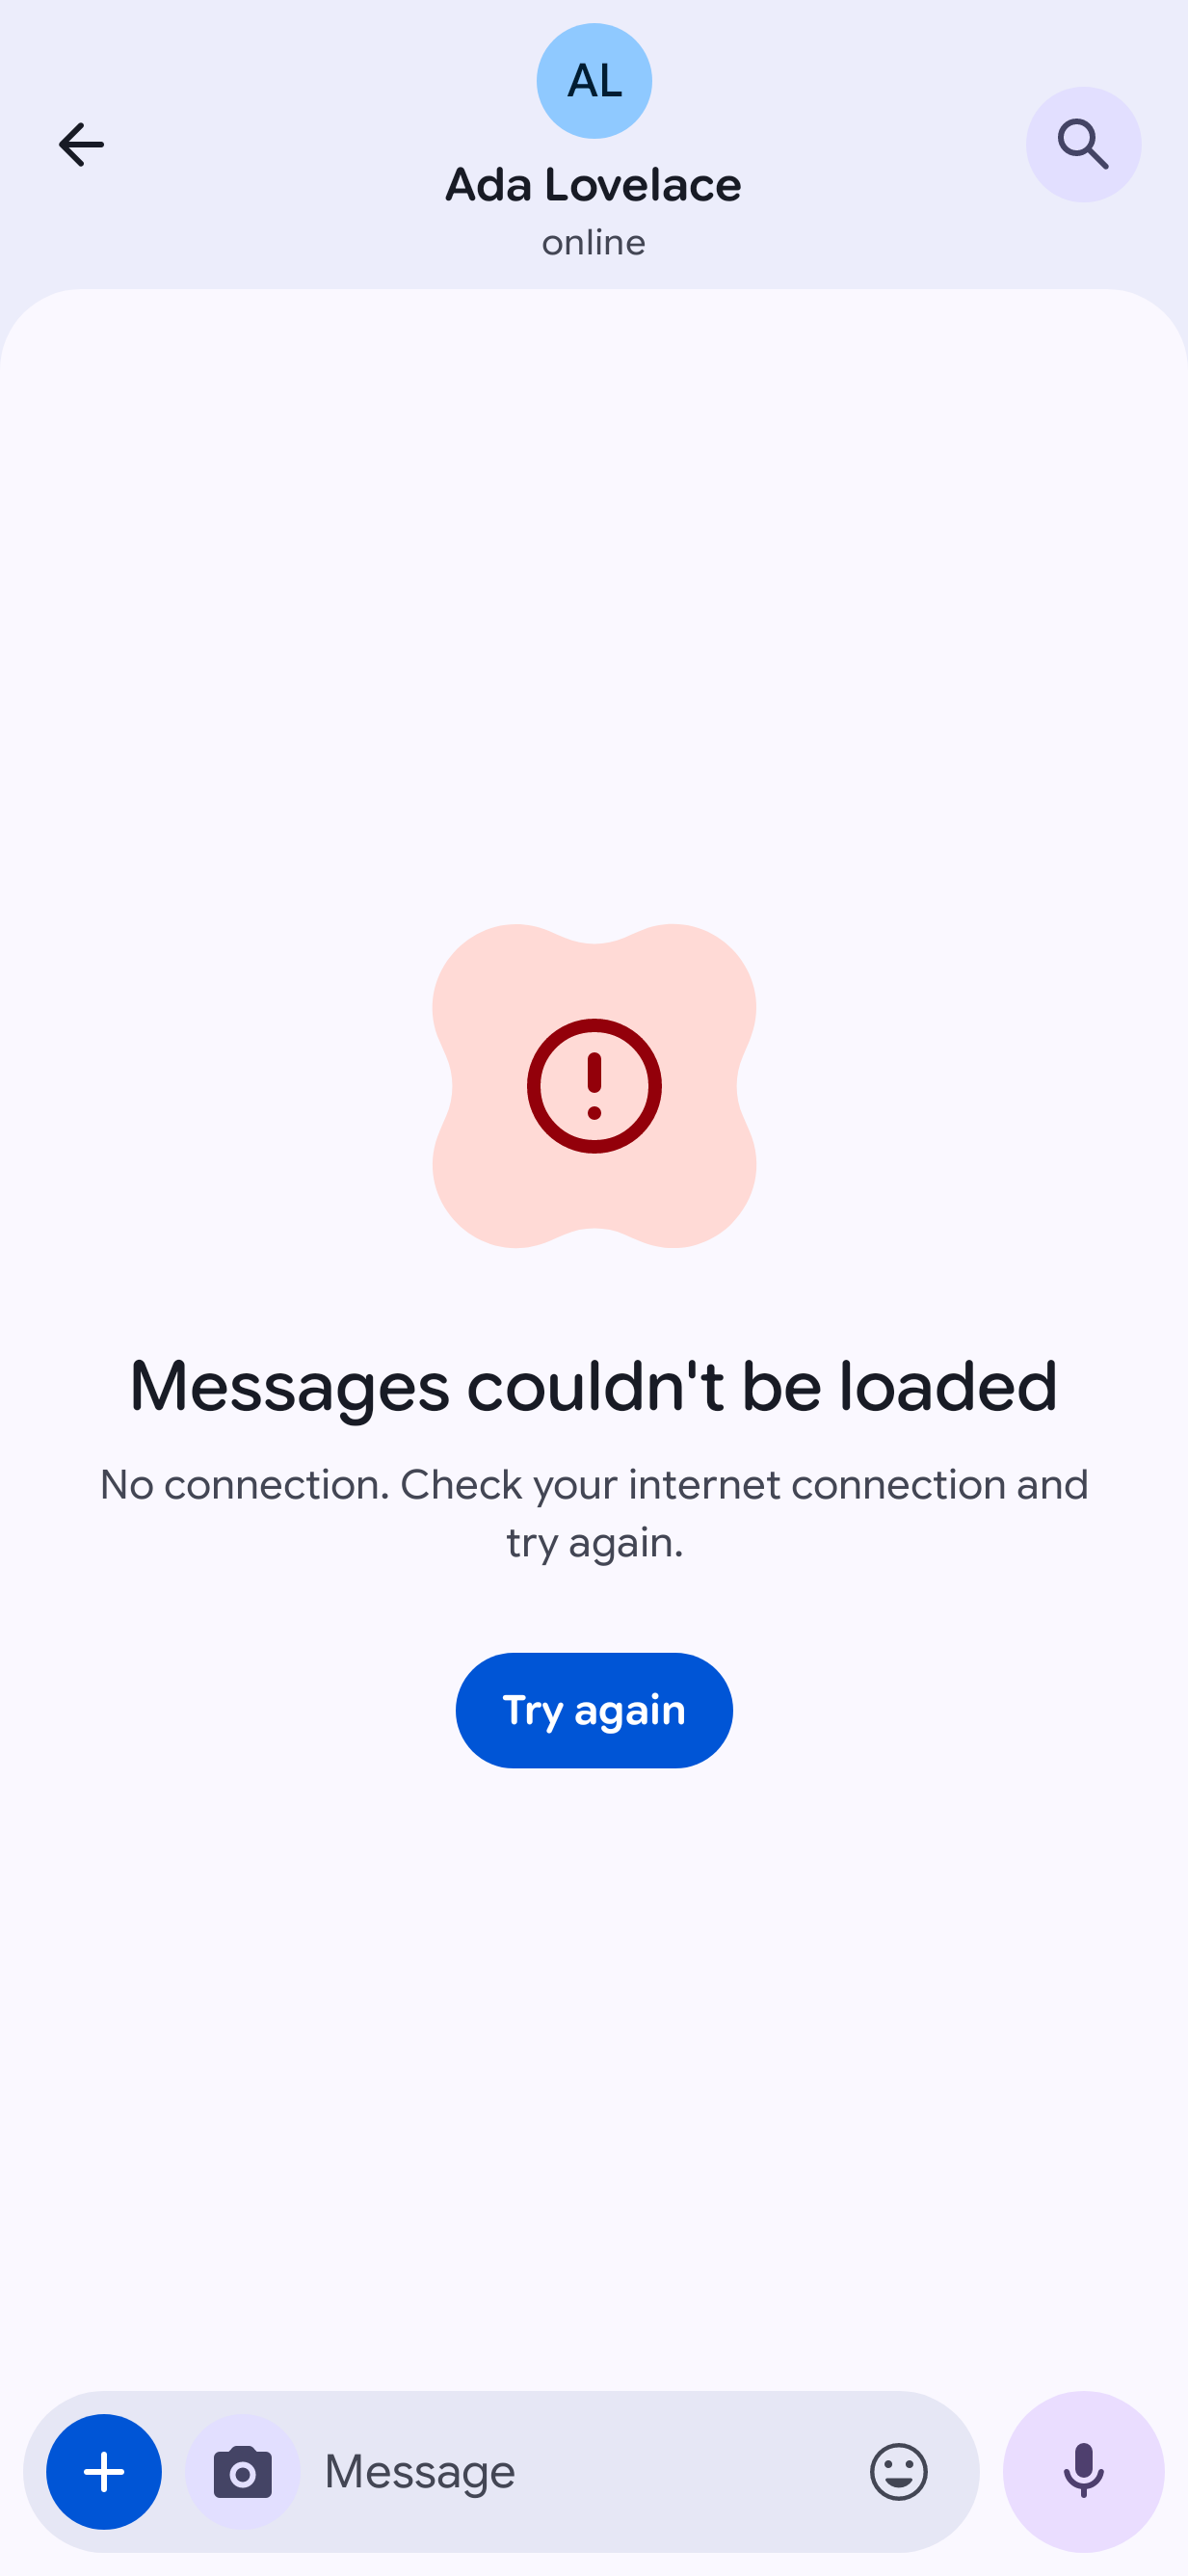 AL
Ada Lovelace
online
Messages couldn't be loaded
No connection. Check your internet connection and
try again.
Try again
Message